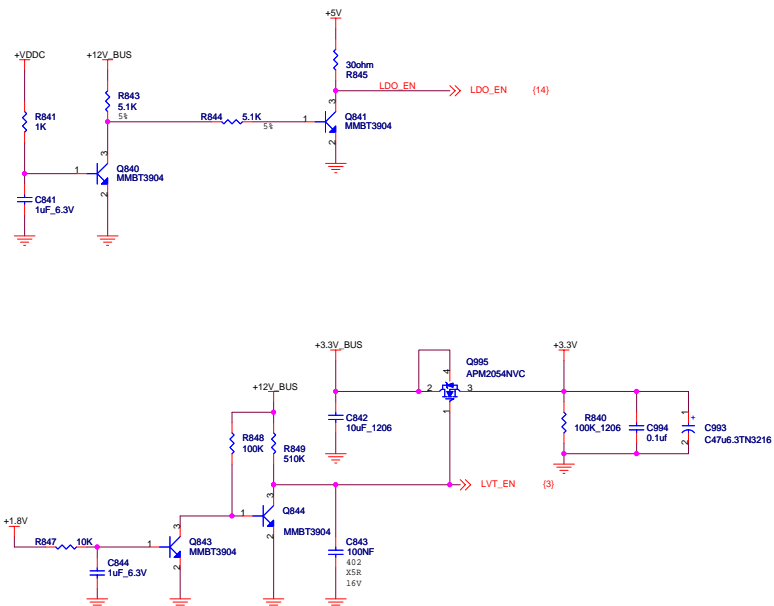 +5V
+VDDC
+12V_BUS
30ohm
R845
LDO_EN
LDO_EN
{14}
R843
5.1K
5%
3
R841
1K
R844
5.1K
5%
1
Q841
MMBT3904
2
3
1
Q840
MMBT3904
2
C841
1uF_6.3V
+3.3V_BUS
+3.3V
Q995
APM2054NVC
4
2
3
1
+12V_BUS
C842
10uF_1206
R840
100K_1206
C994
0.1uf
1
+
2
C993
C47u6.3TN3216
R848
100K
R849
510K
LVT_EN
{3}
3
1
Q844
MMBT3904
2
+1.8V
R847
10K
3
1
Q843
MMBT3904
2
C844
1uF_6.3V
C843
100NF
402
X5R
16V